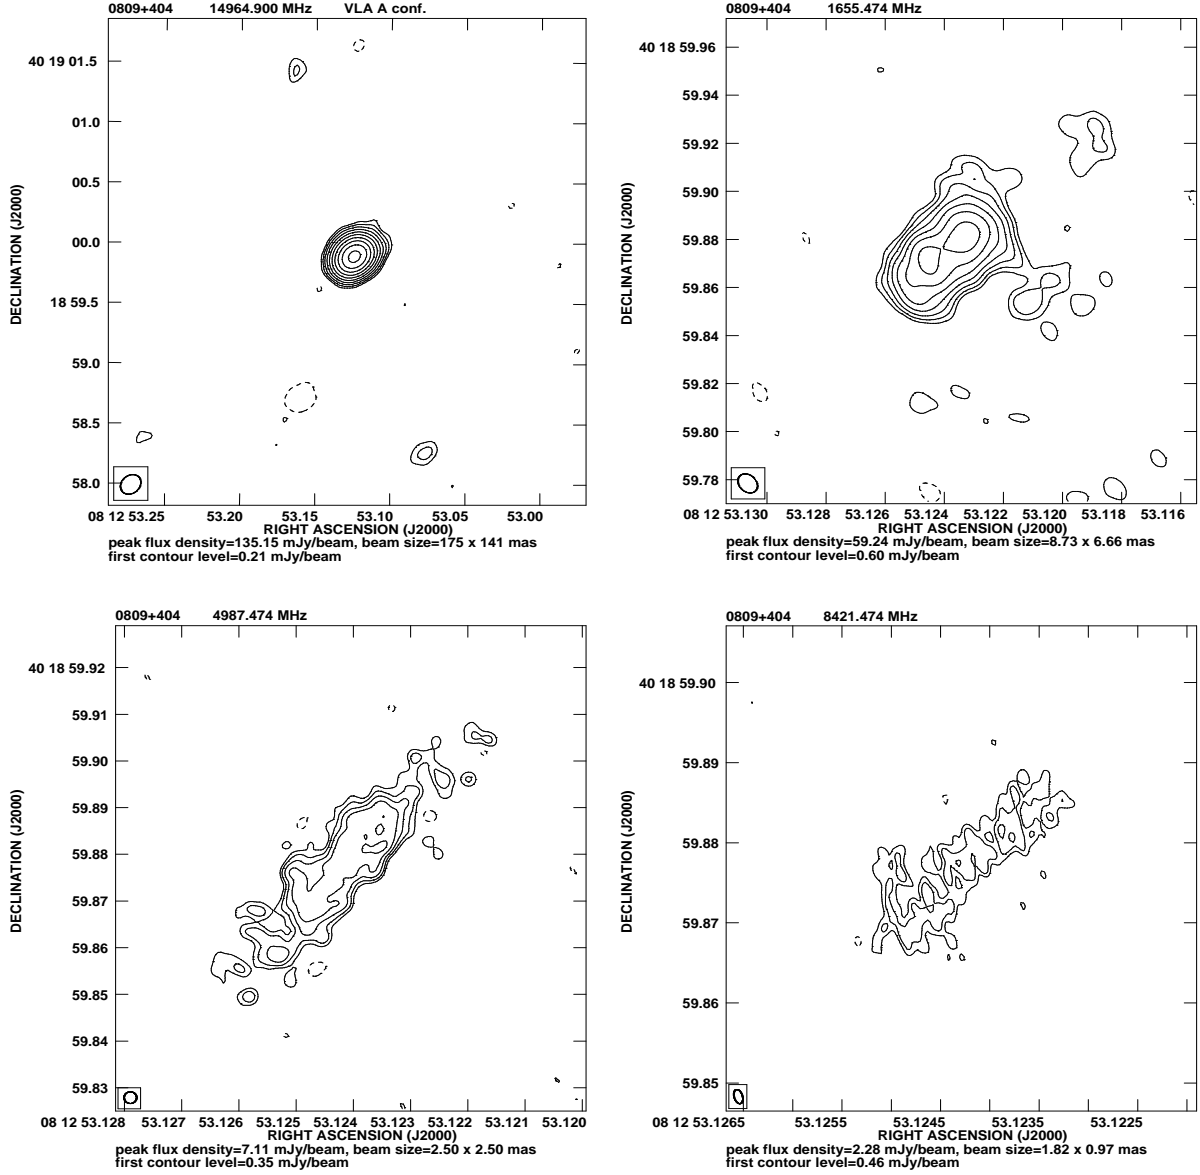 0809+404 14964.900 MHz VLA A conf.
DECLINATION (J2000)
40 19 01.5
01.0
00.5
00.0
18 59.5
59.0
58.5
58.0
08 12 53.25 53.20 53.15 53.10 53.05 53.00
RIGHT ASCENSION (J2000)
peak flux density=135.15 mJy/beam, beam size=175 x 141 mas
first contour level=0.21 mJy/beam
0809+404 1655.474 MHz
DECLINATION (J2000)
40 18 59.96
59.94
59.92
59.90
59.88
59.86
59.84
59.82
59.80
59.78
08 12 53.130 53.128 53.126 53.124 53.122 53.120 53.118 53.116
RIGHT ASCENSION (J2000)
peak flux density=59.24 mJy/beam, beam size=8.73 x 6.66 mas
first contour level=0.60 mJy/beam
0809+404 4987.474 MHz
DECLINATION (J2000)
40 18 59.92
59.91
59.90
59.89
59.88
59.87
59.86
59.85
59.84
59.83
08 12 53.128 53.127 53.126 53.125 53.124 53.123 53.122 53.121 53.120
RIGHT ASCENSION (J2000)
peak flux density=7.11 mJy/beam, beam size=2.50 x 2.50 mas
first contour level=0.35 mJy/beam
0809+404 8421.474 MHz
DECLINATION (J2000)
40 18 59.90
59.89
59.88
59.87
59.86
59.85
08 12 53.1265 53.1255 53.1245 53.1235 53.1225
RIGHT ASCENSION (J2000)
peak flux density=2.28 mJy/beam, beam size=1.82 x 0.97 mas
first contour level=0.46 mJy/beam